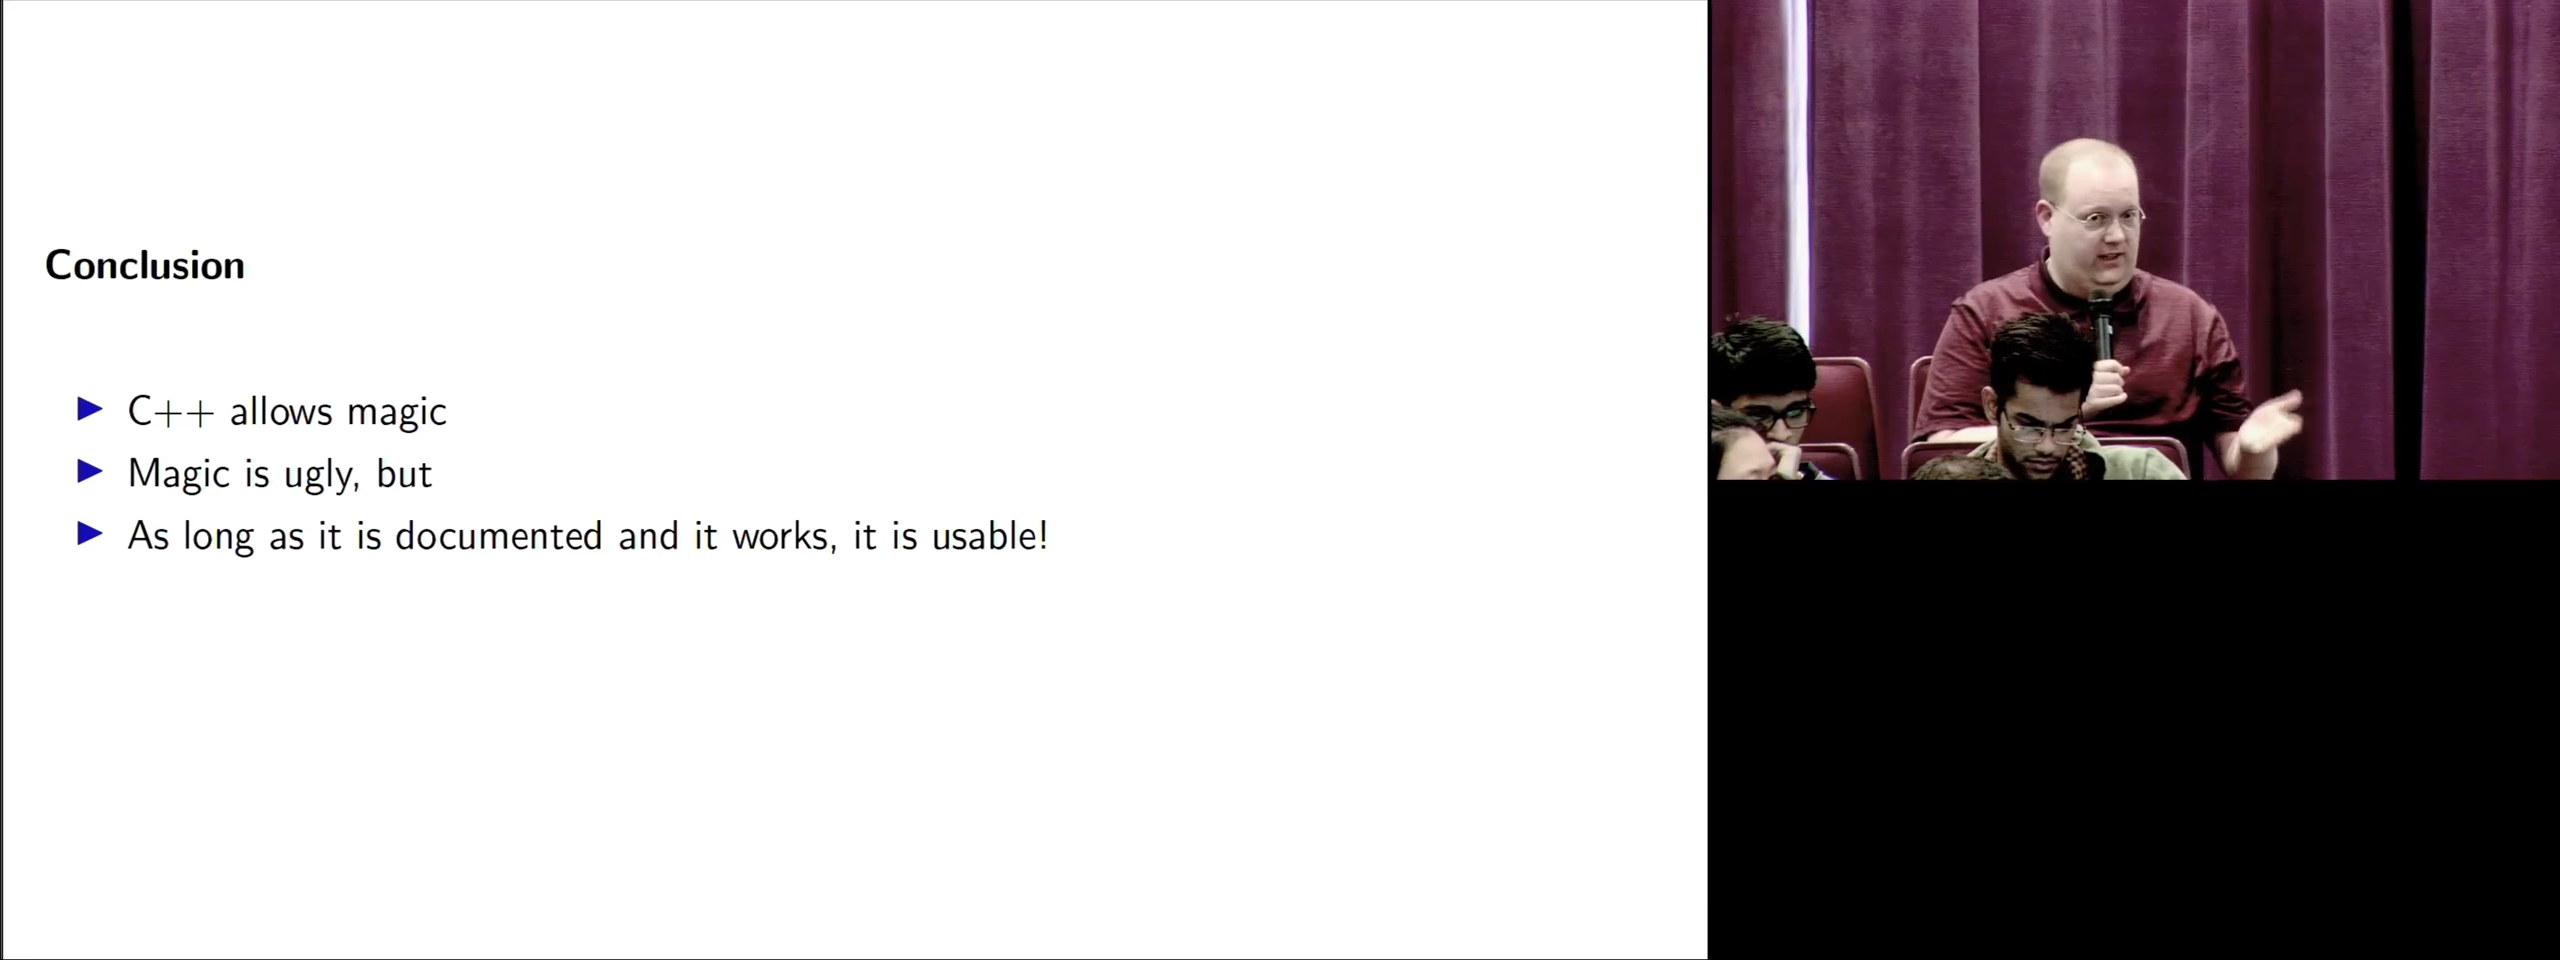 Conclusion
C++ allows magic
Magic is ugly, but
As long as it is documented and it works, it is usable!